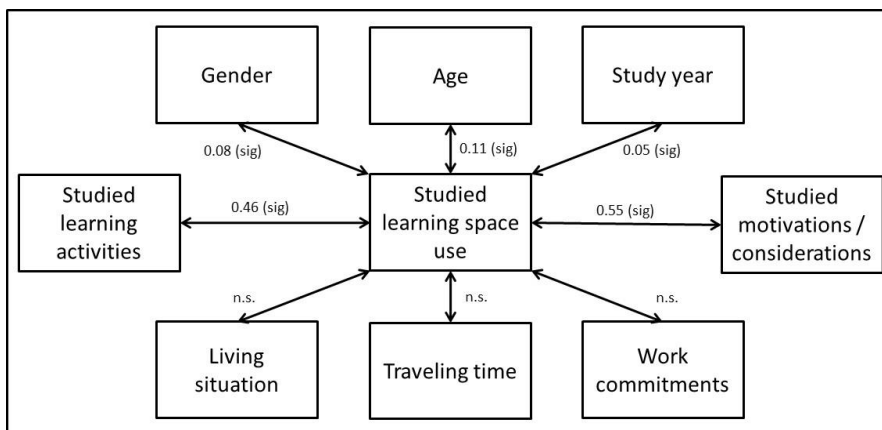 Gender
Age
Study year
0.08 (sig)
0.11 (sig)
0.05 (sig)
Studied
learning
activities
0.46 (sig)
Studied
learning space
use
0.55 (sig)
Studied
motivations /
considerations
n.s.
n.s.
n.s.
Living
situation
Traveling time
Work
commitments